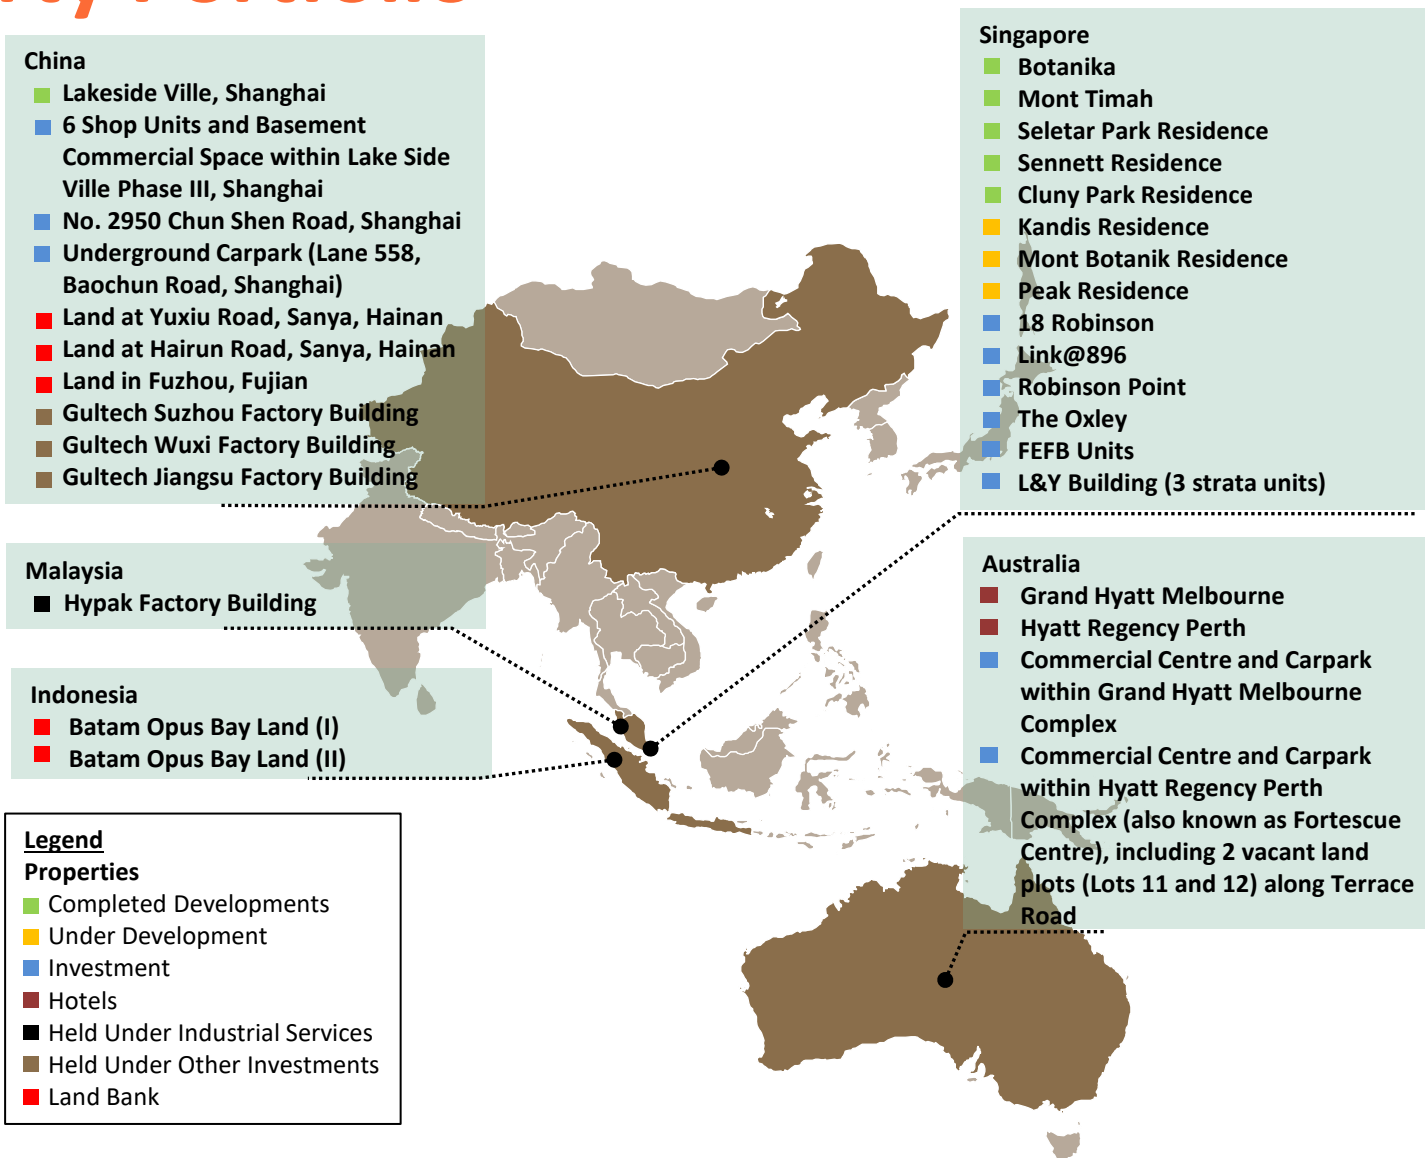 China
Lakeside Ville, Shanghai
6 Shop Units and Basement
Commercial Space within Lake Side
Ville Phase III, Shanghai
No. 2950 Chun Shen Road, Shanghai
Underground Carpark (Lane 558,
Baochun Road, Shanghai)
Land at Yuxiu Road, Sanya, Hainan
Land at Hairun Road, Sanya, Hainan
Land in Fuzhou, Fujian
Gultech Suzhou Factory Building
Gultech Wuxi Factory Building
Gultech Jiangsu Factory Building
Malaysia
Hypak Factory Building
Indonesia
Batam Opus Bay Land (I)
Batam Opus Bay Land (II)
Legend
Properties
Completed Developments
Under Development
Investment
Hotels
Held Under Industrial Services
Held Under Other Investments
Land Bank
Singapore
Botanika
Mont Timah
Seletar Park Residence
Sennett Residence
Cluny Park Residence
Kandis Residence
Mont Botanik Residence
Peak Residence
18 Robinson
Link@896
Robinson Point
The Oxley
FEFB Units
L&Y Building (3 strata units)
Australia
Grand Hyatt Melbourne
Hyatt Regency Perth
Commercial Centre and Carpark
within Grand Hyatt Melbourne
Complex
Commercial Centre and Carpark
within Hyatt Regency Perth
Complex (also known as Fortescue
Centre), including 2 vacant land
plots (Lots 11 and 12) along Terrace
Road